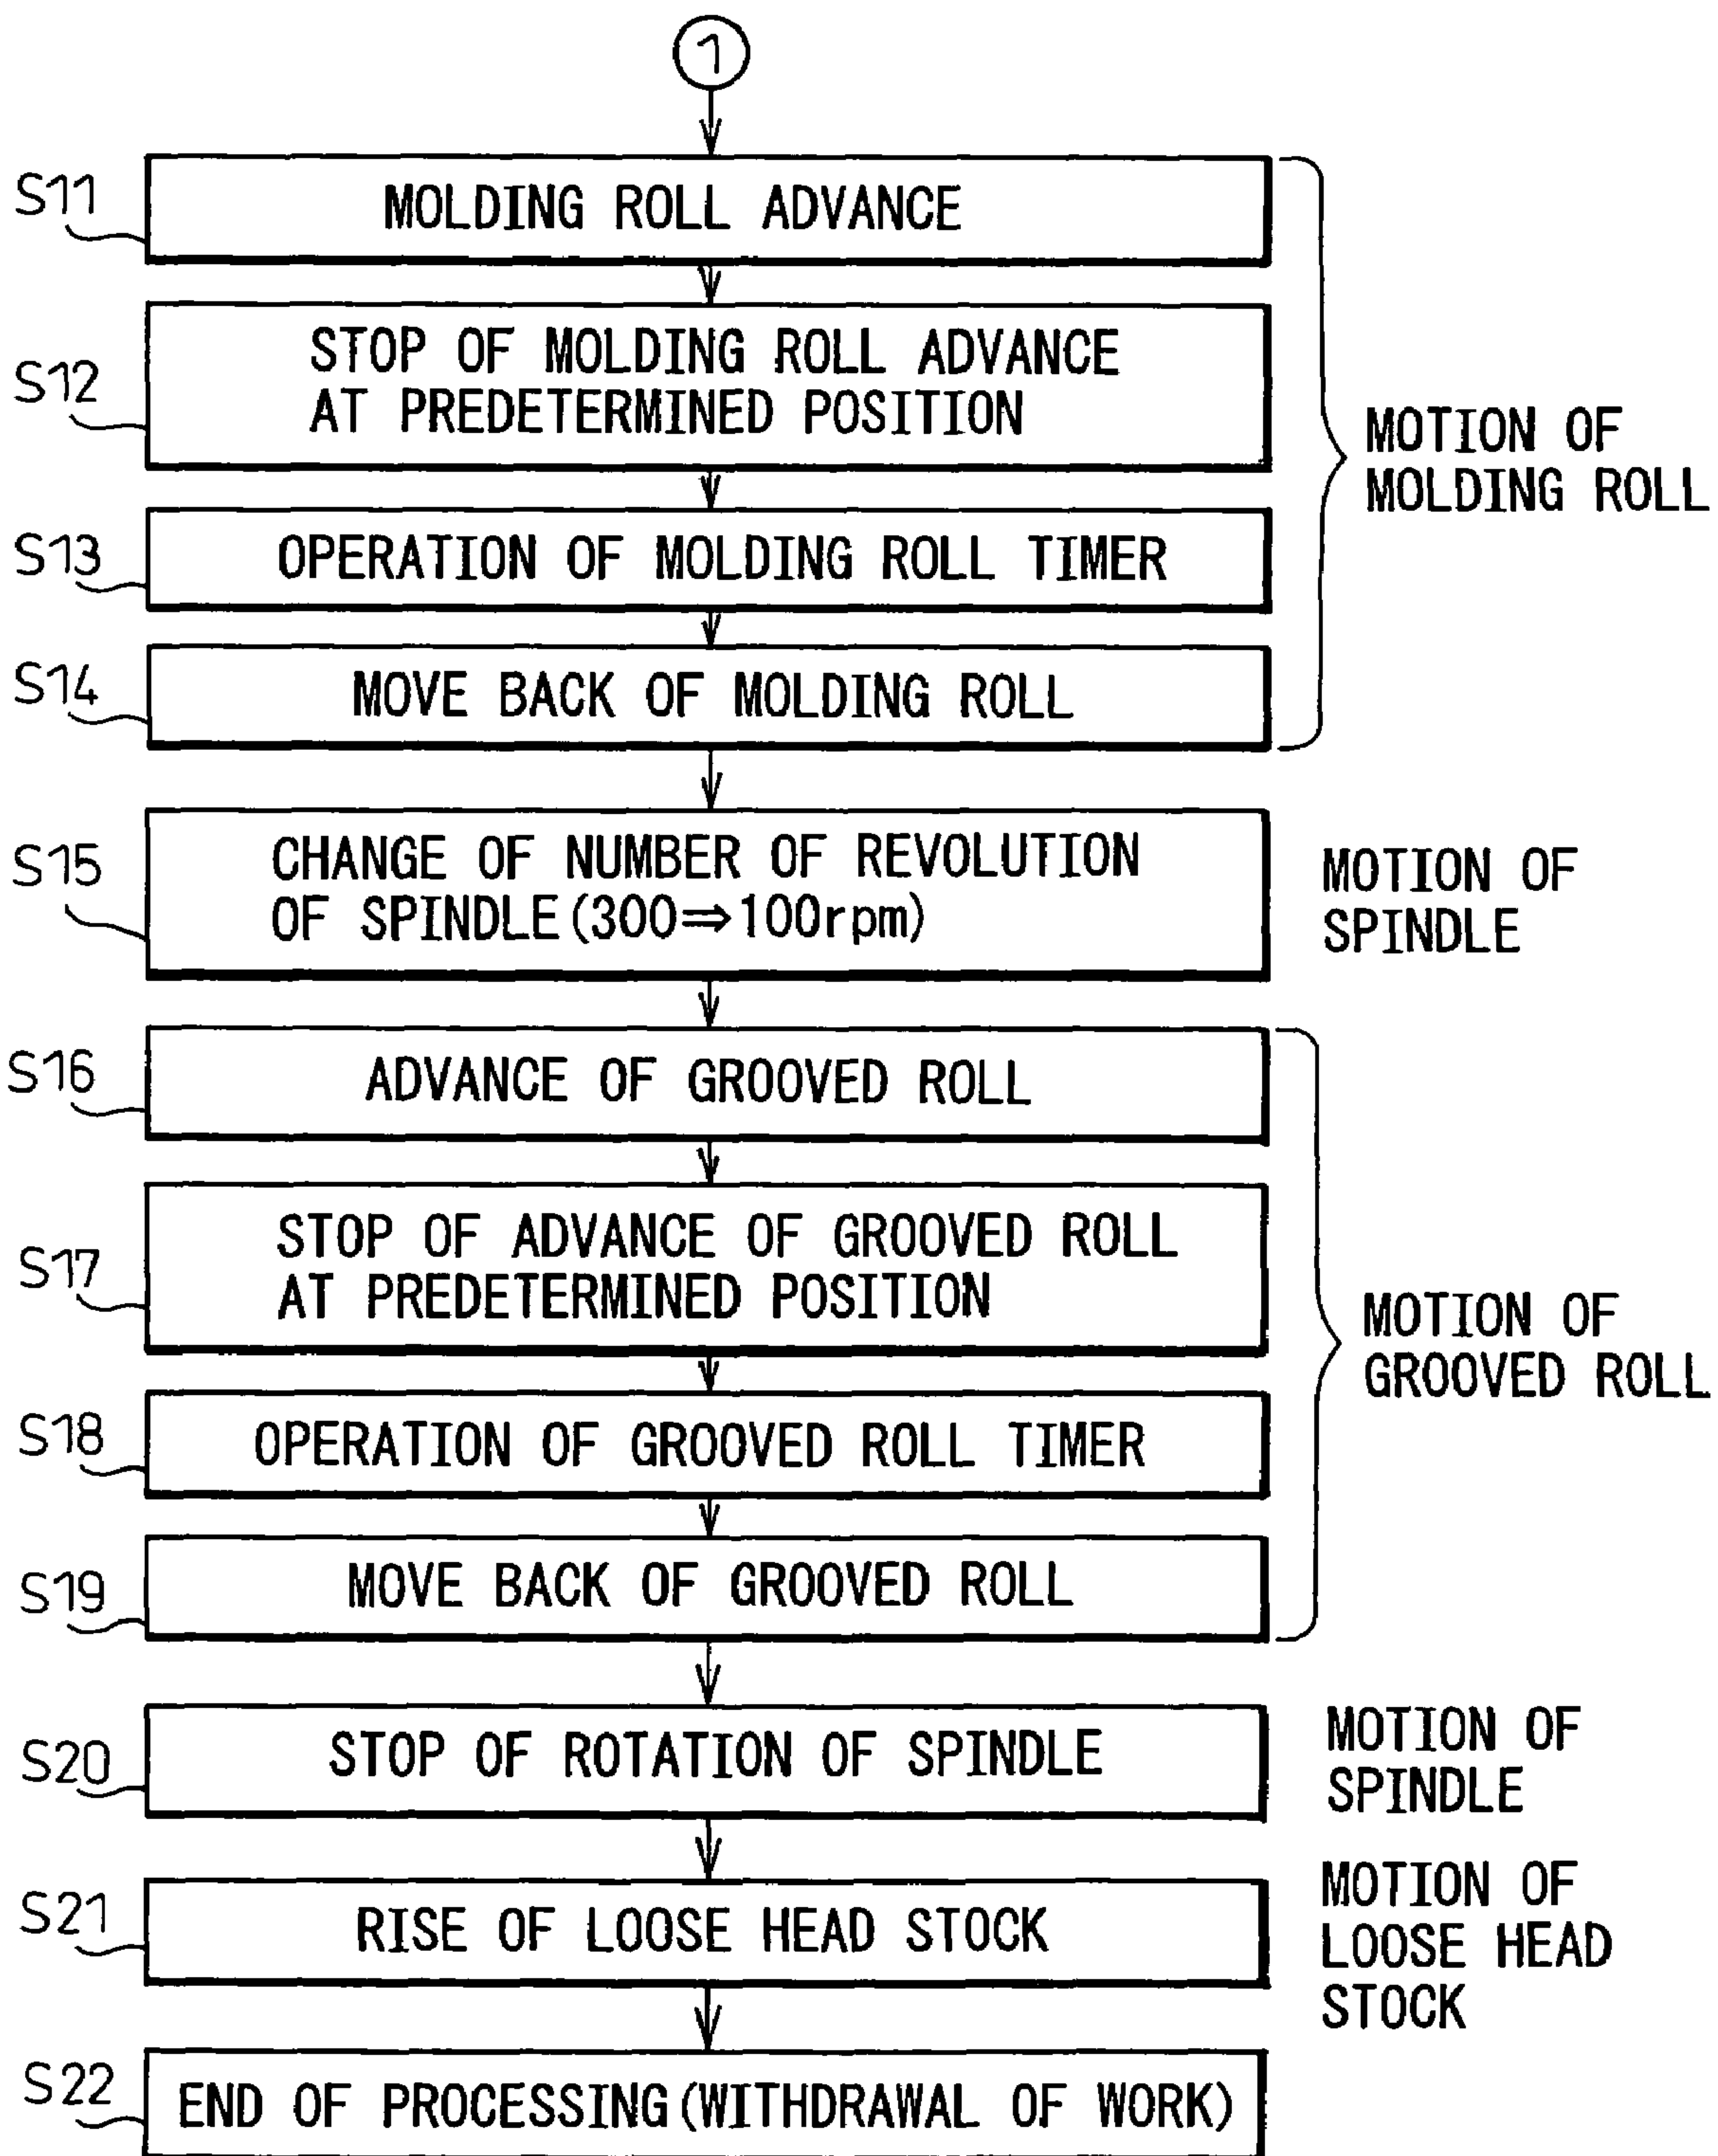 1
S11
MOLDING ROLL ADVANCE
S12
STOP OF MOLDING ROLL ADVANCE
AT PREDETERMINED POSITION
S13
OPERATION OF MOLDING ROLL TIMER
S14
MOVE BACK OF MOLDING ROLL
MOTION OF
MOLDING ROLL
S15
CHANGE OF NUMBER OF REVOLUTION
OF SPINDLE(300⇒100rpm)
MOTION OF
SPINDLE
S16
ADVANCE OF GROOVED ROLL
S17
STOP OF ADVANCE OF GROOVED ROLL
AT PREDETERMINED POSITION
S18
OPERATION OF GROOVED ROLL TIMER
S19
MOVE BACK OF GROOVED ROLL
MOTION OF
GROOVED ROLL
S20
STOP OF ROTATION OF SPINDLE
MOTION OF
SPINDLE
S21
RISE OF LOOSE HEAD STOCK
MOTION OF
LOOSE HEAD
STOCK
S22
END OF PROCESSING(WITHDRAWAL OF WORK)